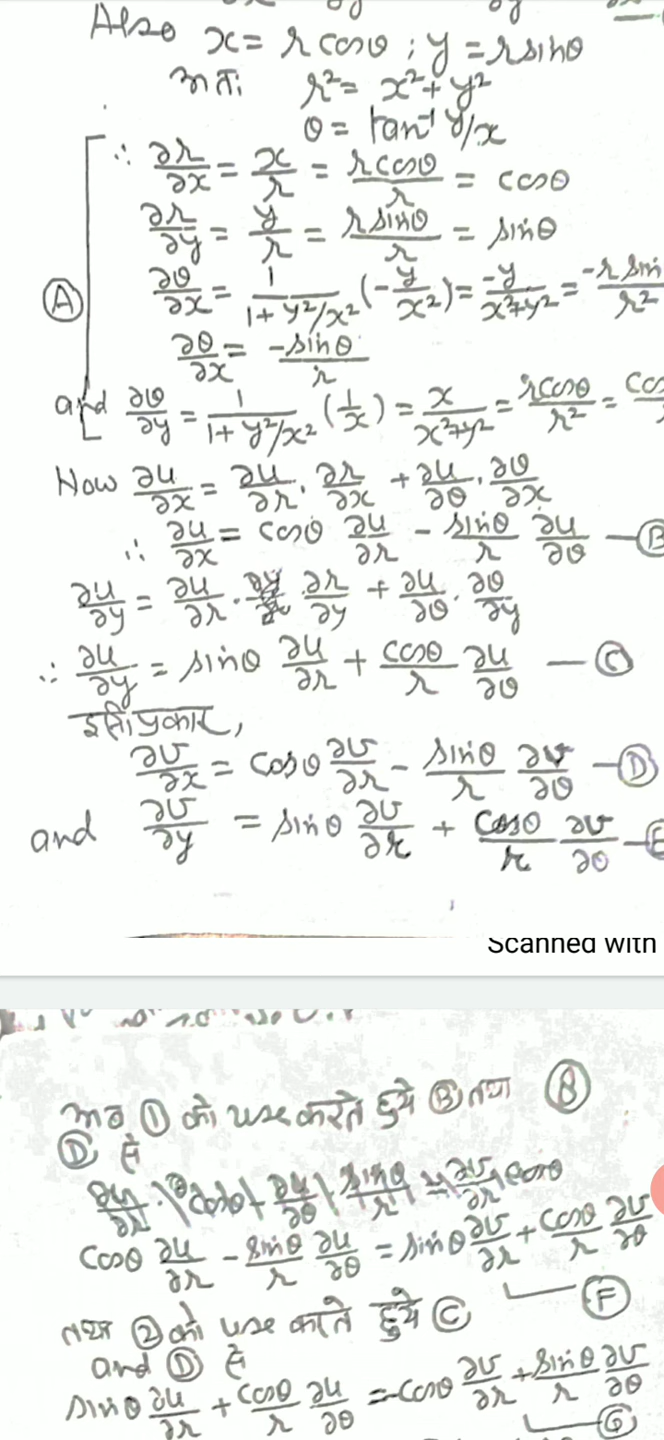 Also x = r cosθ ; y = r sinθ
अतः r² = x² + y²
θ = tan⁻¹ y/x
∴ ∂r/∂x = x/r = r cosθ/r = cosθ
∂r/∂y = y/r = r sinθ/r = sinθ
Ⓐ ∂θ/∂x = 1/(1 + y²/x²) (-y/x²) = -y/(x²+y²) = -r sin/r²
∂θ/∂x = -sinθ/r
and ∂θ/∂y = 1/(1 + y²/x²) (1/x) = x/(x²+y²) = r cosθ/r² =
Now ∂u/∂x = ∂u/∂r · ∂r/∂x + ∂u/∂θ · ∂θ/∂x
∴ ∂u/∂x = cosθ ∂u/∂r - sinθ/r ∂u/∂θ — Ⓑ
∂u/∂y = ∂u/∂r · ∂r/∂y + ∂u/∂θ · ∂θ/∂y
∴ ∂u/∂y = sinθ ∂u/∂r + cosθ/r ∂u/∂θ — Ⓒ
इसी प्रकार,
∂v/∂x = cosθ ∂v/∂r - sinθ/r ∂v/∂θ — Ⓓ
and ∂v/∂y = sinθ ∂v/∂r + cosθ/r ∂v/∂θ — Ⓔ
Scanned with
अब ① को use करते हुये Ⓑ तथा Ⓑ
Ⓓ से
cosθ ∂u/∂r - sinθ/r ∂u/∂θ = sinθ ∂v/∂r + cosθ/r ∂v/∂θ
Ⓕ
तथा ② को use करते हुये Ⓒ
and Ⓓ से
sinθ ∂u/∂r + cosθ/r ∂u/∂θ = -cosθ ∂v/∂r + sinθ/r ∂v/∂θ
Ⓖ